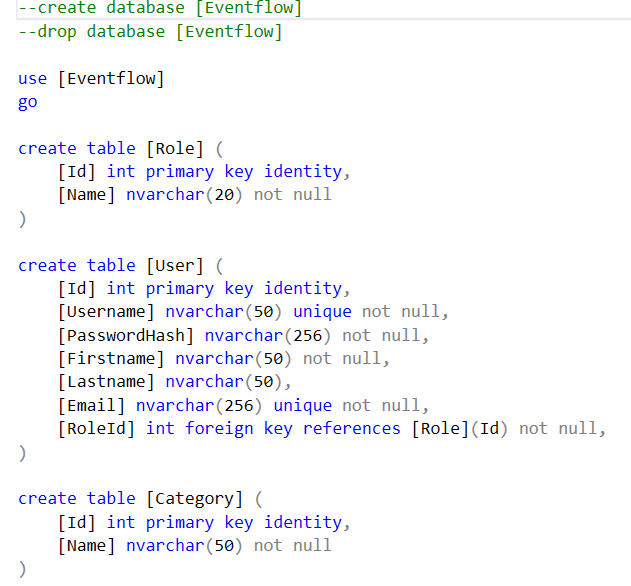 --create database [Eventflow]
--drop database [Eventflow]
use [Eventflow]
go
create table [Role] (
[Id] int primary key identity,
[Name] nvarchar(20) not null
)
create table [User] (
[Id] int primary key identity,
[Username] nvarchar(50) unique not null,
[PasswordHash] nvarchar(256) not null,
[Firstname] nvarchar(50) not null,
[Lastname] nvarchar(50),
[Email] nvarchar(256) unique not null,
[RoleId] int foreign key references [Role](Id) not null,
)
create table [Category] (
[Id] int primary key identity,
[Name] nvarchar(50) not null
)